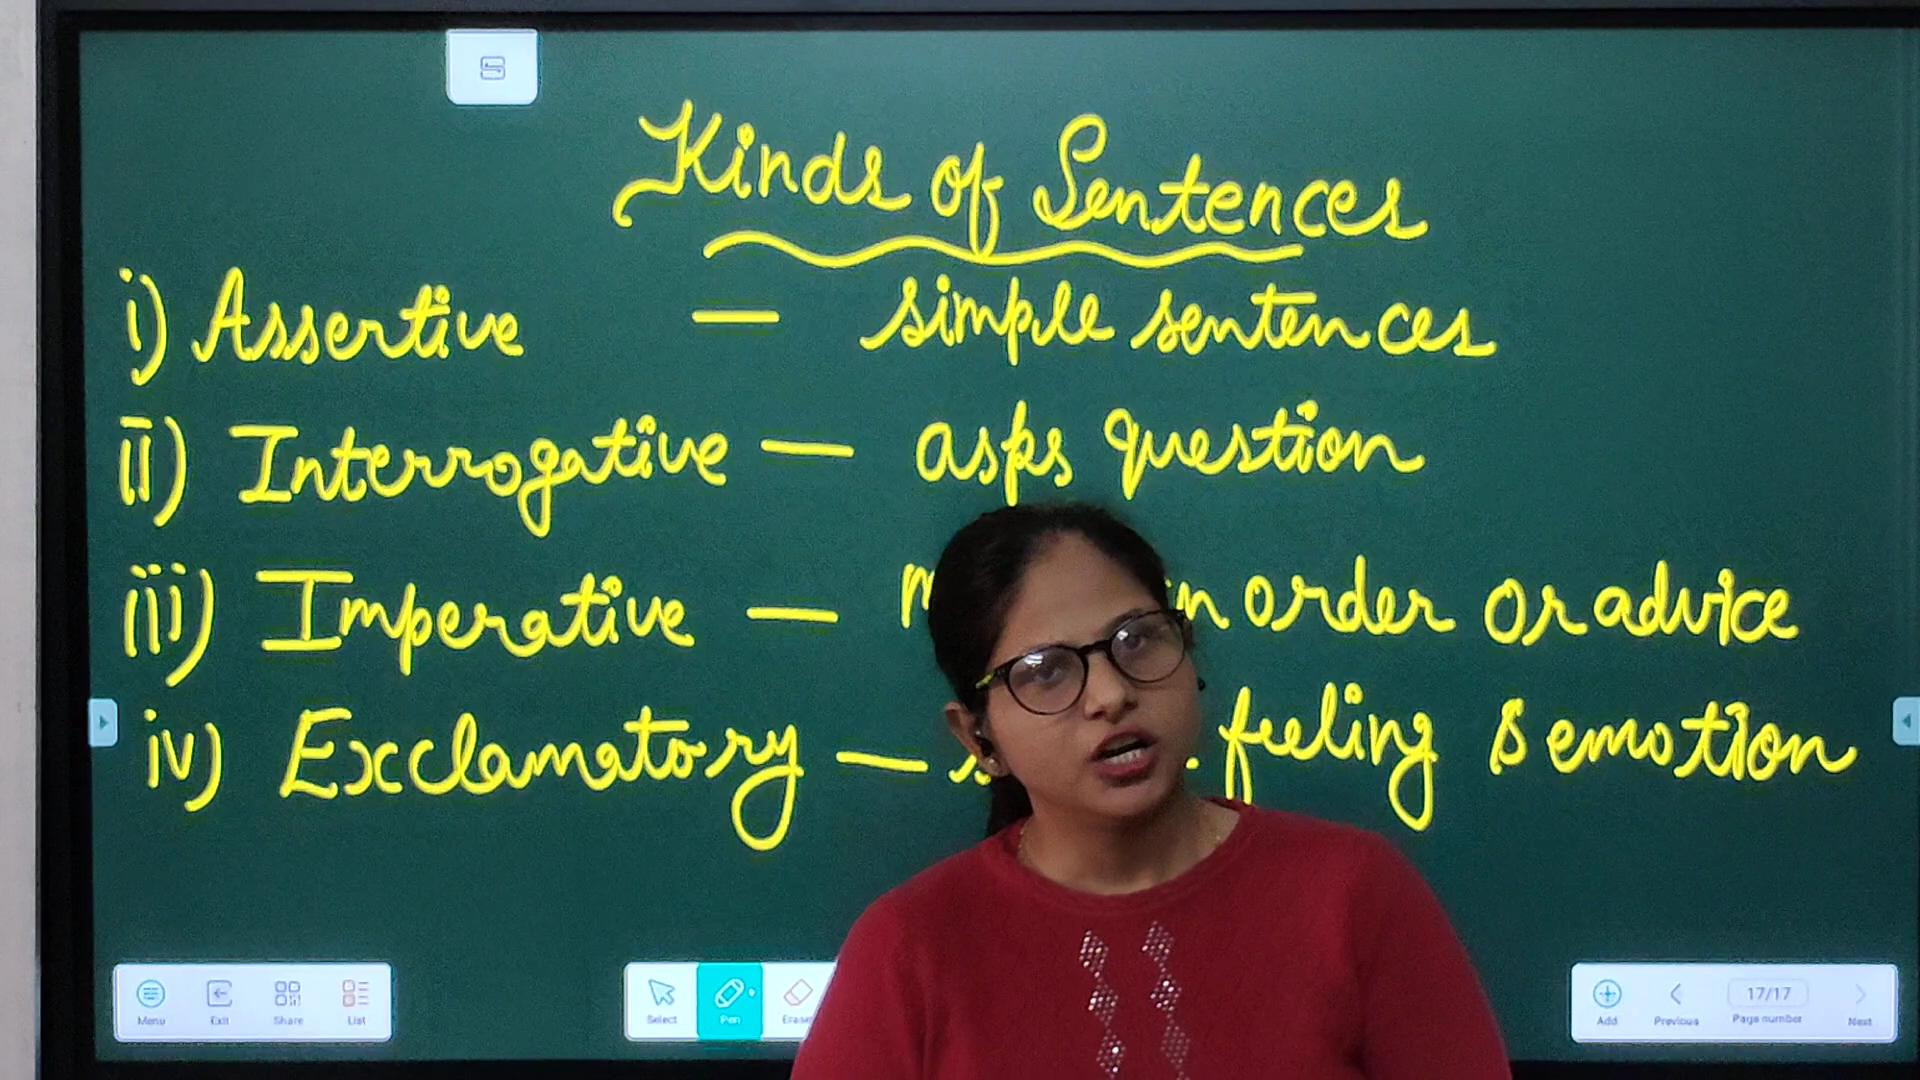 Kinds of Sentences
i) Assertive — simple sentences
ii) Interrogative — asks question
iii) Imperative — order or advice
iv) Exclamatory — feeling & emotion
Menu Exit Share List
Select Pen Eraser
Add Previous 17/17 Page number Next